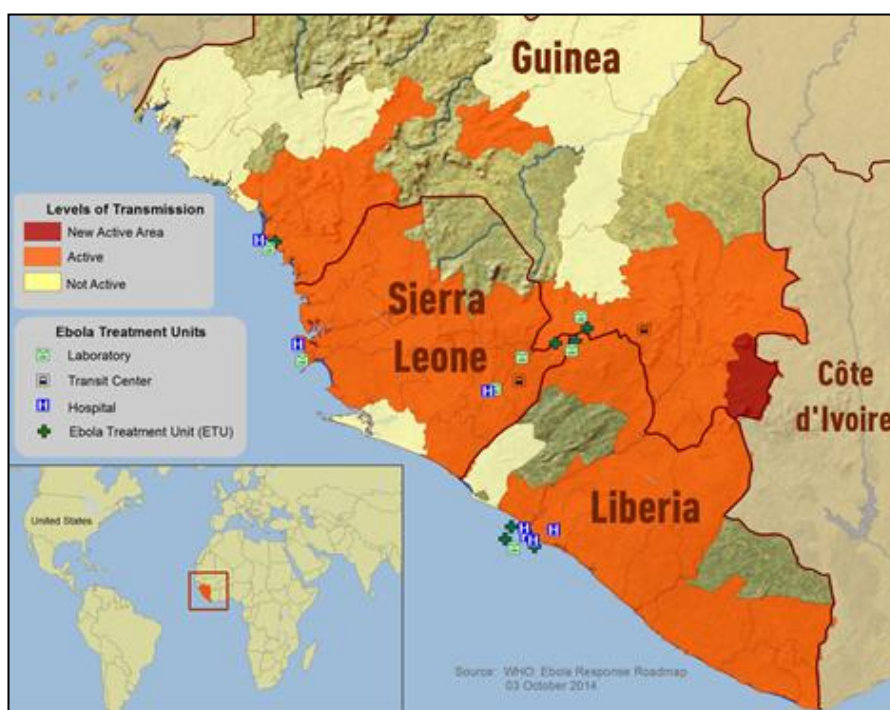 Guinea
Levels of Transmission
New Active Area
Active
Not Active
Sierra
Leone
Ebola Treatment Units
Laboratory
Transit Center
Hospital
Ebola Treatment Unit (ETU)
Côte
d'Ivoire
Liberia
United States
Source: WHO: Ebola Response Roadmap
03 October 2014